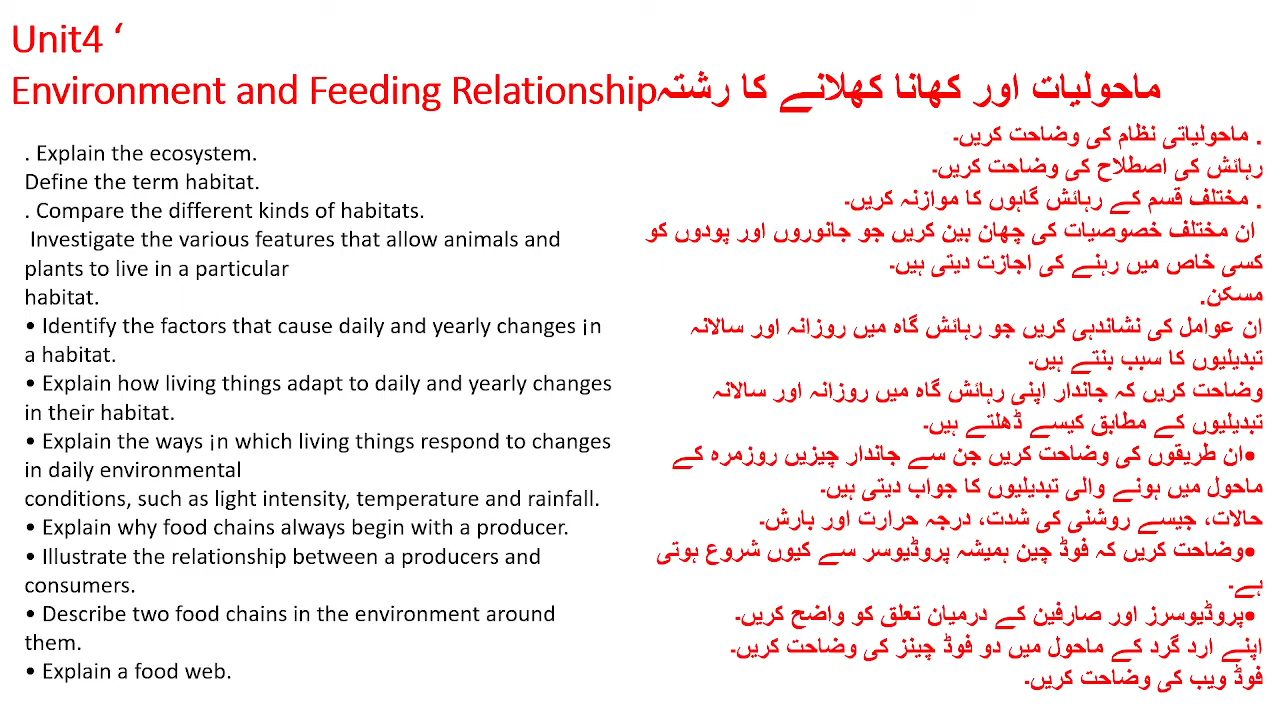 Unit4 ‘
Environment and Feeding Relationship ماحولیات اور کھانا کھلانے کا رشتہ
. Explain the ecosystem.
Define the term habitat.
. Compare the different kinds of habitats.
Investigate the various features that allow animals and
plants to live in a particular
habitat.
• Identify the factors that cause daily and yearly changes ¡n
a habitat.
• Explain how living things adapt to daily and yearly changes
in their habitat.
• Explain the ways ¡n which living things respond to changes
in daily environmental
conditions, such as light intensity, temperature and rainfall.
• Explain why food chains always begin with a producer.
• Illustrate the relationship between a producers and
consumers.
• Describe two food chains in the environment around
them.
• Explain a food web.
. ماحولیاتی نظام کی وضاحت کریں۔
رہائش کی اصطلاح کی وضاحت کریں۔
. مختلف قسم کے رہائش گاہوں کا موازنہ کریں۔
ان مختلف خصوصیات کی چھان بین کریں جو جانوروں اور پودوں کو
کسی خاص میں رہنے کی اجازت دیتی ہیں۔
مسکن.
ان عوامل کی نشاندہی کریں جو رہائش گاہ میں روزانہ اور سالانہ
تبدیلیوں کا سبب بنتے ہیں۔
وضاحت کریں کہ جاندار اپنی رہائش گاہ میں روزانہ اور سالانہ
تبدیلیوں کے مطابق کیسے ڈھلتے ہیں۔
•ان طریقوں کی وضاحت کریں جن سے جاندار چیزیں روزمرہ کے
ماحول میں ہونے والی تبدیلیوں کا جواب دیتی ہیں۔
حالات، جیسے روشنی کی شدت، درجہ حرارت اور بارش۔
•وضاحت کریں کہ فوڈ چین ہمیشہ پروڈیوسر سے کیوں شروع ہوتی
ہے۔
•پروڈیوسرز اور صارفین کے درمیان تعلق کو واضح کریں۔
اپنے ارد گرد کے ماحول میں دو فوڈ چینز کی وضاحت کریں۔
فوڈ ویب کی وضاحت کریں۔